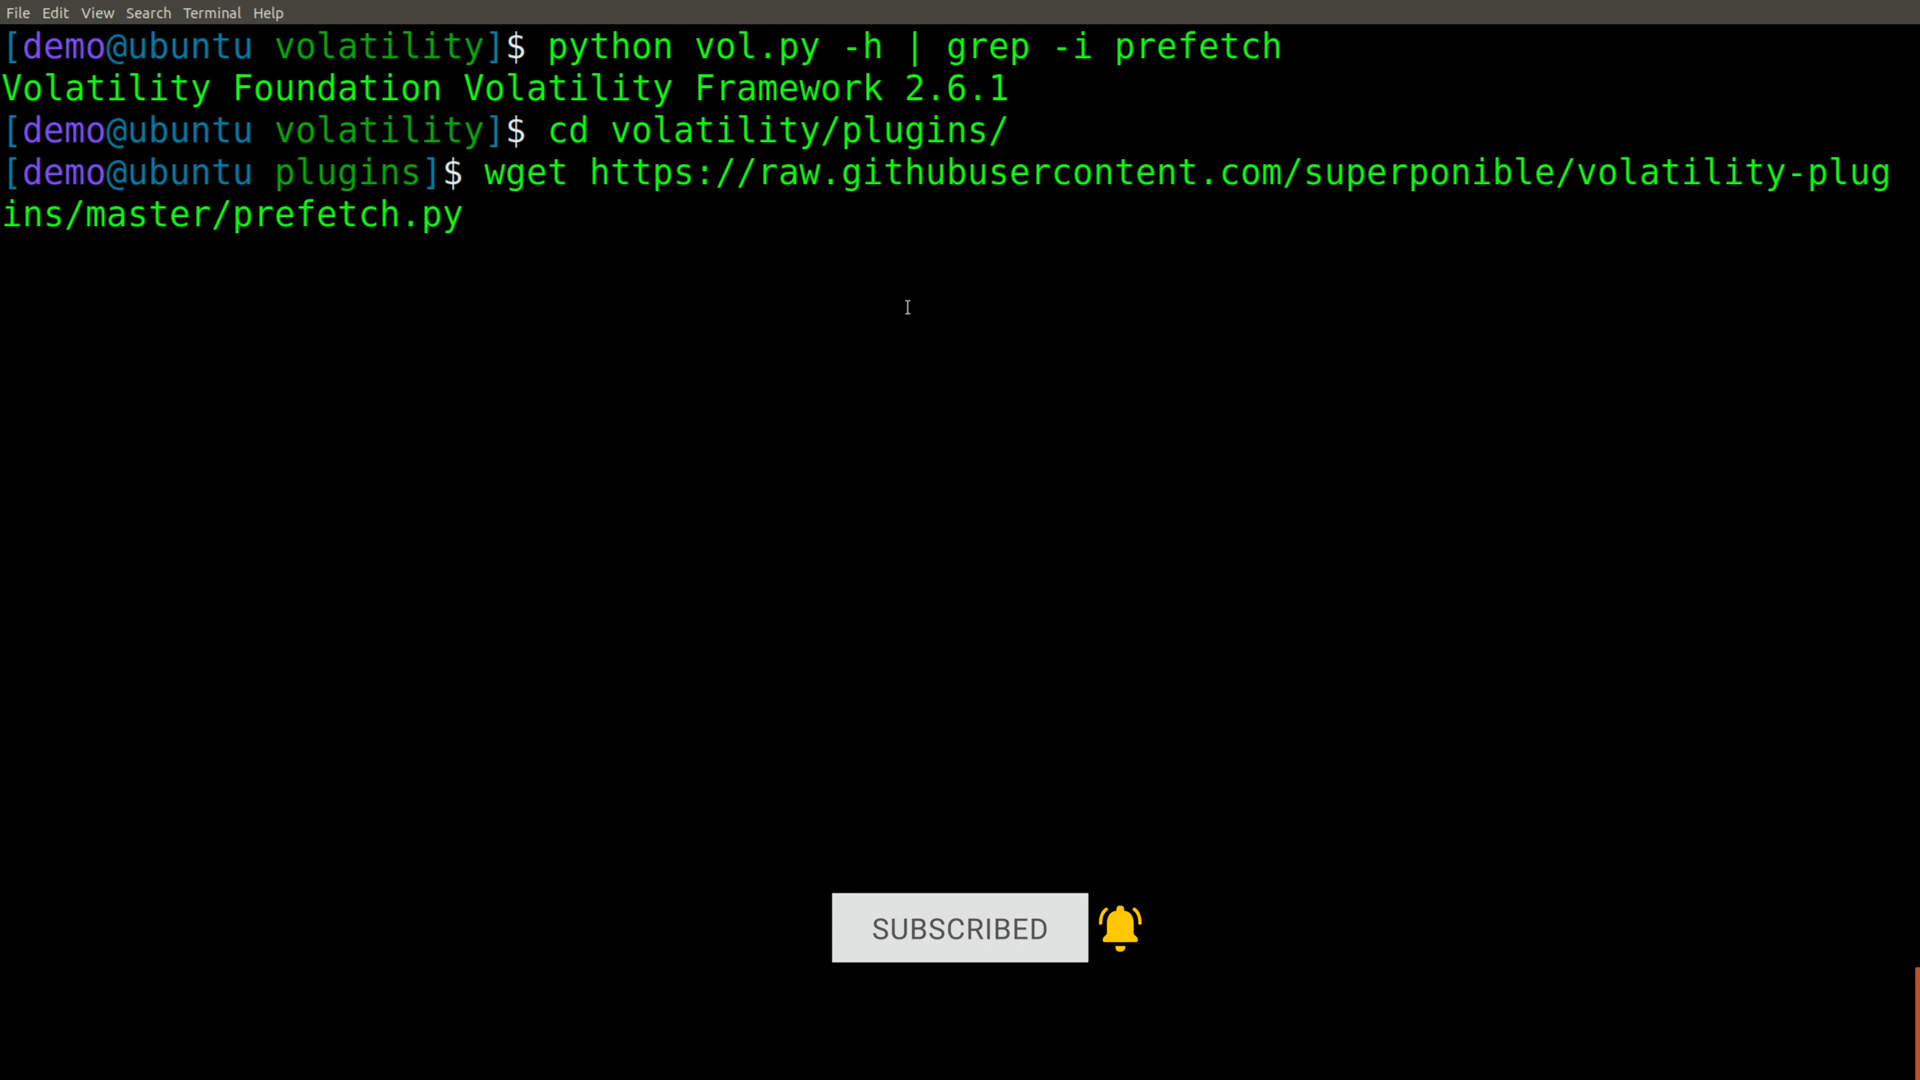 File Edit View Search Terminal Help
[demo@ubuntu volatility]$ python vol.py -h | grep -i prefetch
Volatility Foundation Volatility Framework 2.6.1
[demo@ubuntu volatility]$ cd volatility/plugins/
[demo@ubuntu plugins]$ wget https://raw.githubusercontent.com/superponible/volatility-plug
ins/master/prefetch.py
SUBSCRIBED